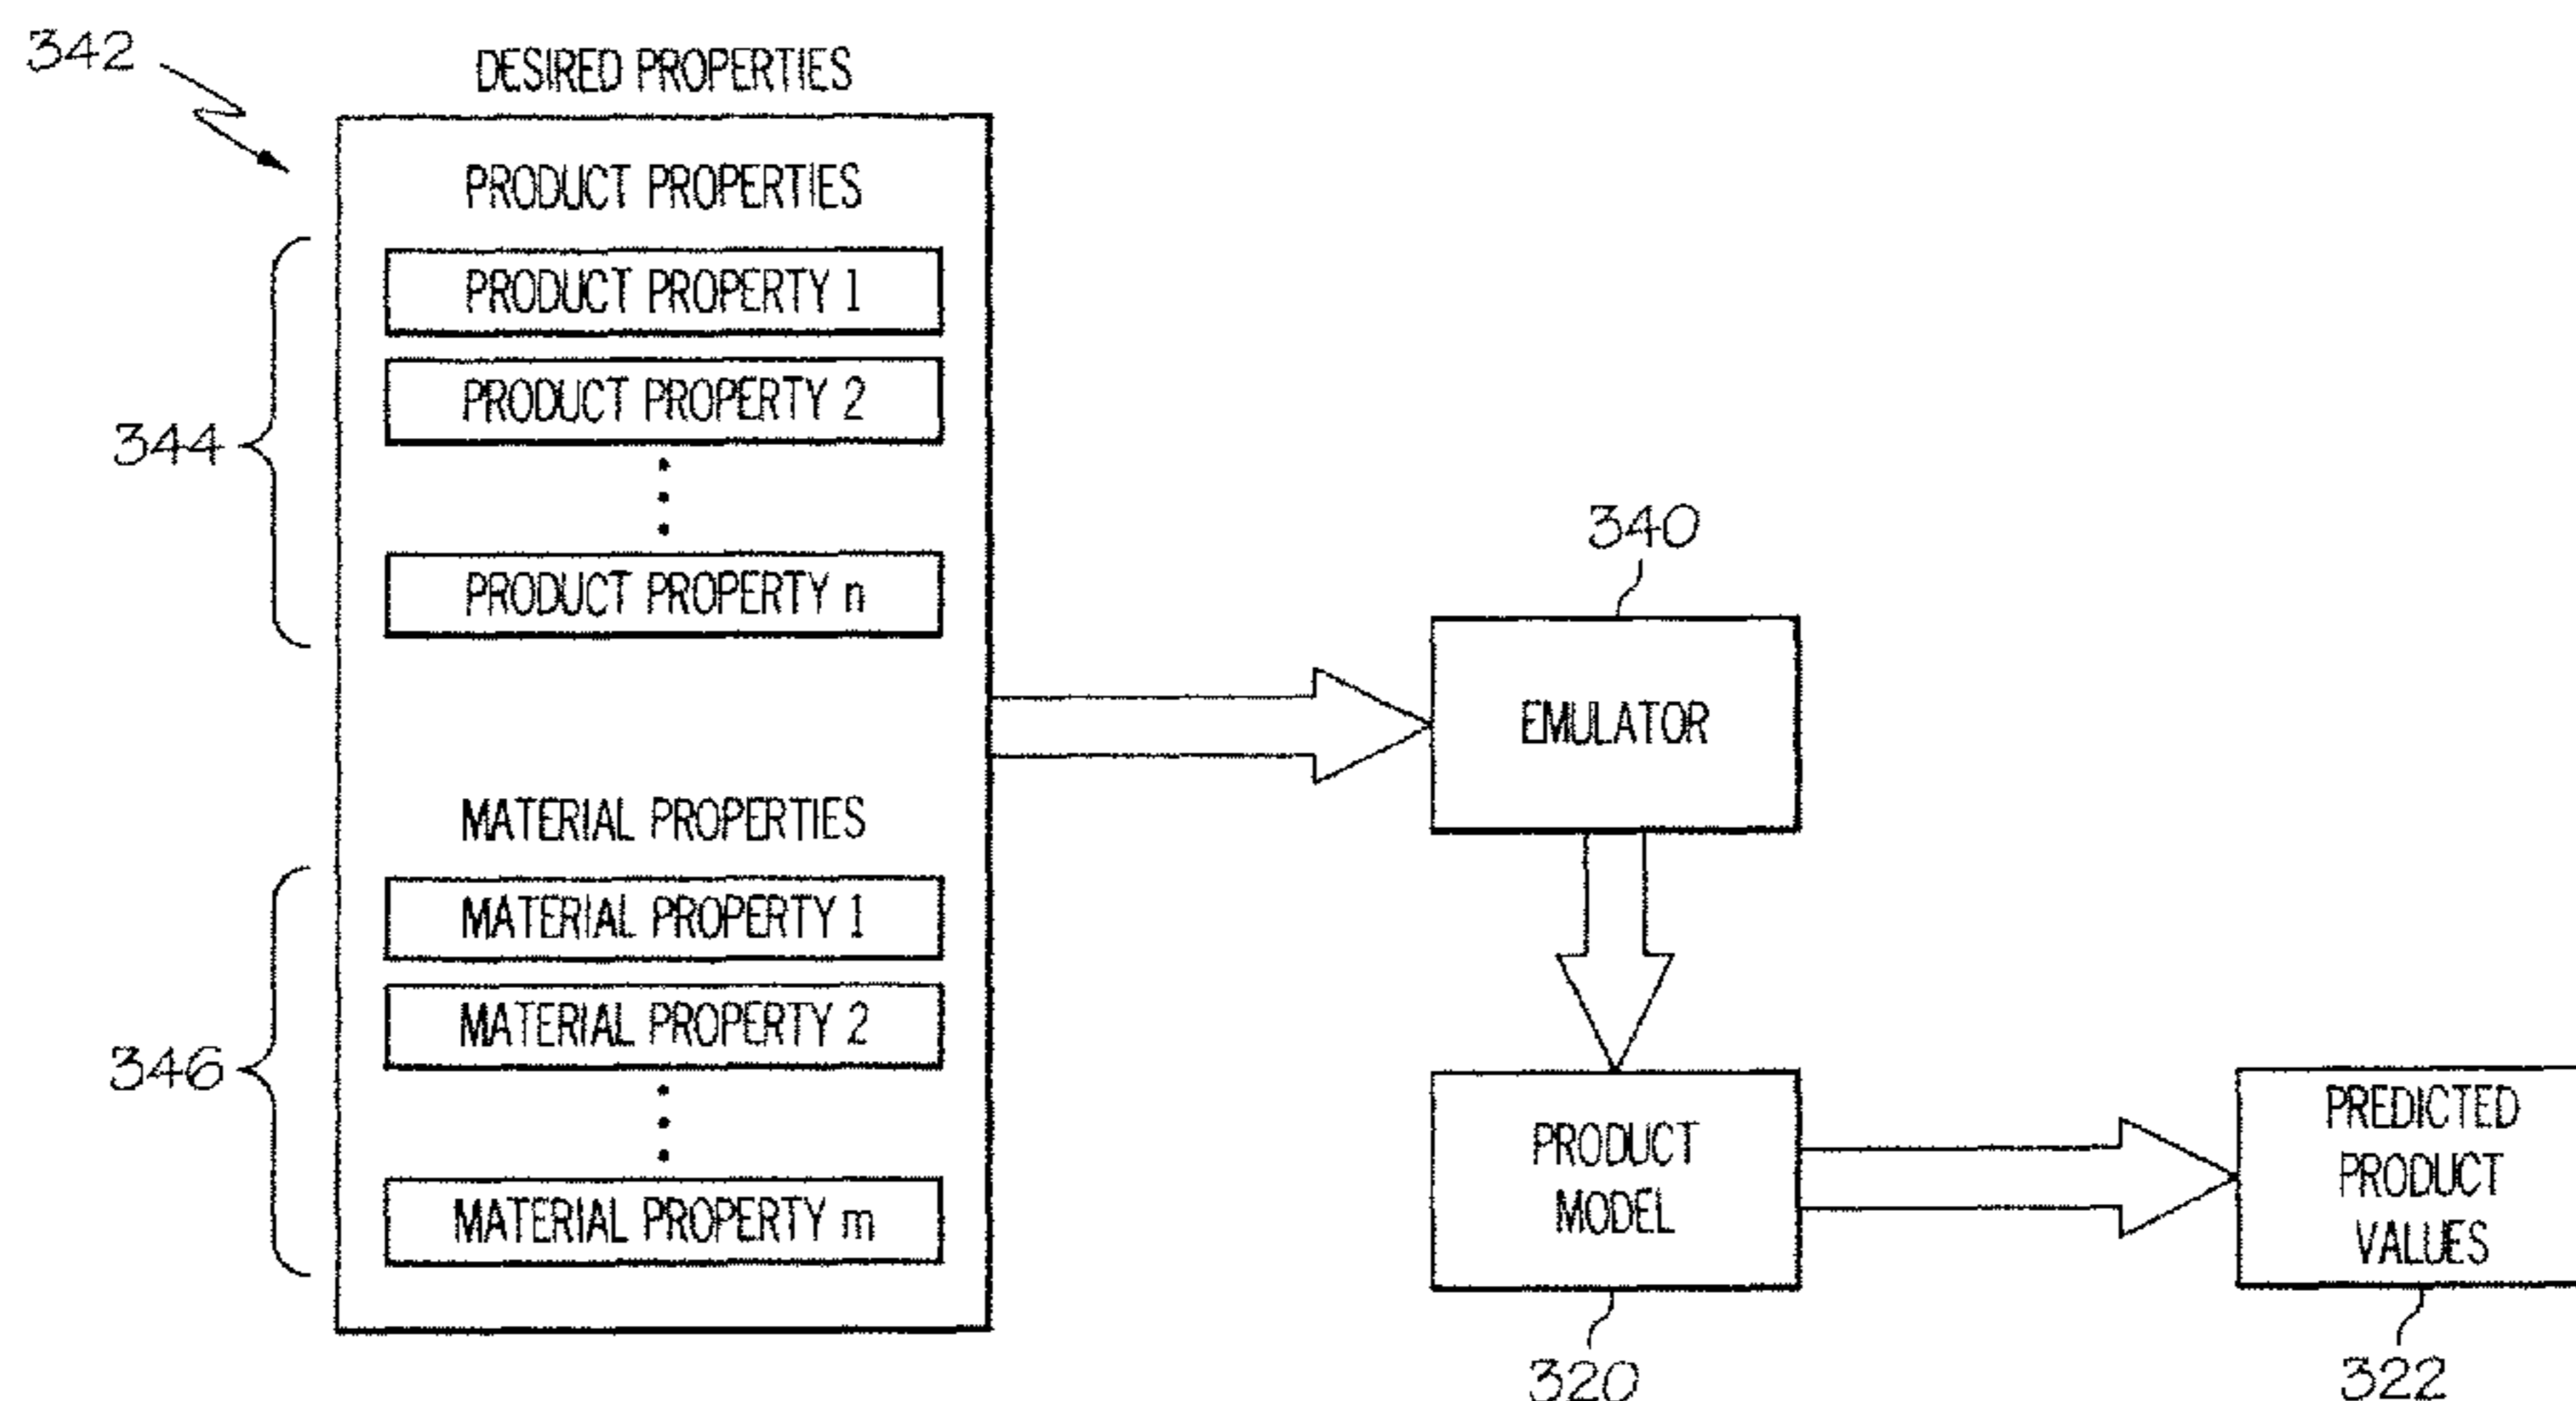 342
DESIRED PROPERTIES
PRODUCT PROPERTIES
PRODUCT PROPERTY 1
PRODUCT PROPERTY 2
344
PRODUCT PROPERTY n
MATERIAL PROPERTIES
MATERIAL PROPERTY 1
MATERIAL PROPERTY 2
346
MATERIAL PROPERTY m
340
EMULATOR
PRODUCT
MODEL
320
PREDICTED
PRODUCT
VALUES
322